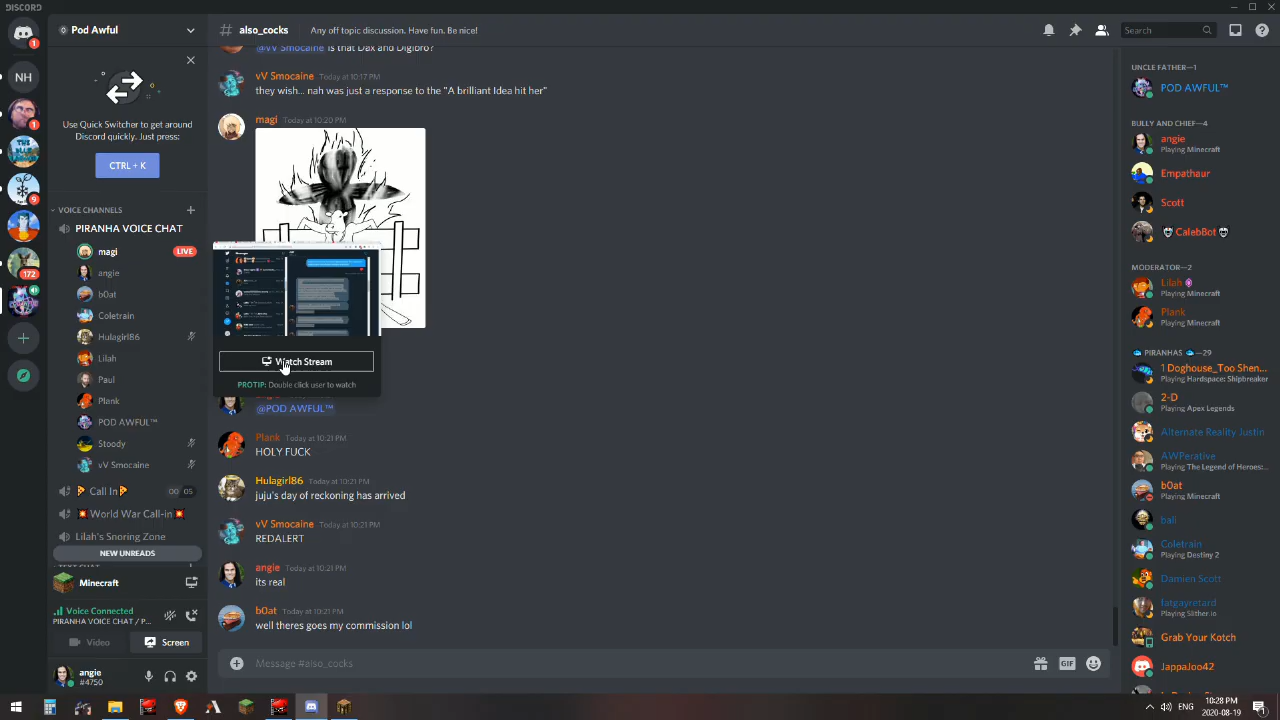 DISCORD
Pod Awful
# also_cocks
Any off topic discussion. Have fun. Be nice!
Search
1
NH
1
9
172
Use Quick Switcher to get around
Discord quickly. Just press:
CTRL + K
VOICE CHANNELS
PIRANHA VOICE CHAT
magi
LIVE
angie
b0at
Coletrain
Hulagirl86
Lilah
Paul
Plank
POD AWFUL™
Stoody
vV Smocaine
Call In
00 05
World War Call-in
Lilah's Snoring Zone
NEW UNREADS
Minecraft
Voice Connected
PIRANHA VOICE CHAT / P...
Video
Screen
angie
#4750
@vV Smocaine is that Dax and Digibro?
vV Smocaine Today at 10:17 PM
they wish... nah was just a response to the "A brilliant Idea hit her"
magi Today at 10:20 PM
Watch Stream
PROTIP: Double click user to watch
@POD AWFUL™
Plank Today at 10:21 PM
HOLY FUCK
Hulagirl86 Today at 10:21 PM
juju's day of reckoning has arrived
vV Smocaine Today at 10:21 PM
REDALERT
angie Today at 10:21 PM
its real
b0at Today at 10:21 PM
well theres goes my commission lol
Message #also_cocks
GIF
UNCLE FATHER—1
POD AWFUL™
BULLY AND CHIEF—4
angie
Playing Minecraft
Empathaur
Scott
CalebBot
MODERATOR—2
Lilah
Playing Minecraft
Plank
Playing Minecraft
PIRANHAS —29
1 Doghouse_Too Shen...
Playing Hardspace: Shipbreaker
2-D
Playing Apex Legends
Alternate Reality Justin
AWPerative
Playing The Legend of Heroes:...
b0at
Playing Minecraft
bali
Coletrain
Playing Destiny 2
Damien Scott
fatgayretard
Playing Slither.io
Grab Your Kotch
JappaJoo42
ENG
10:28 PM
2020-08-19